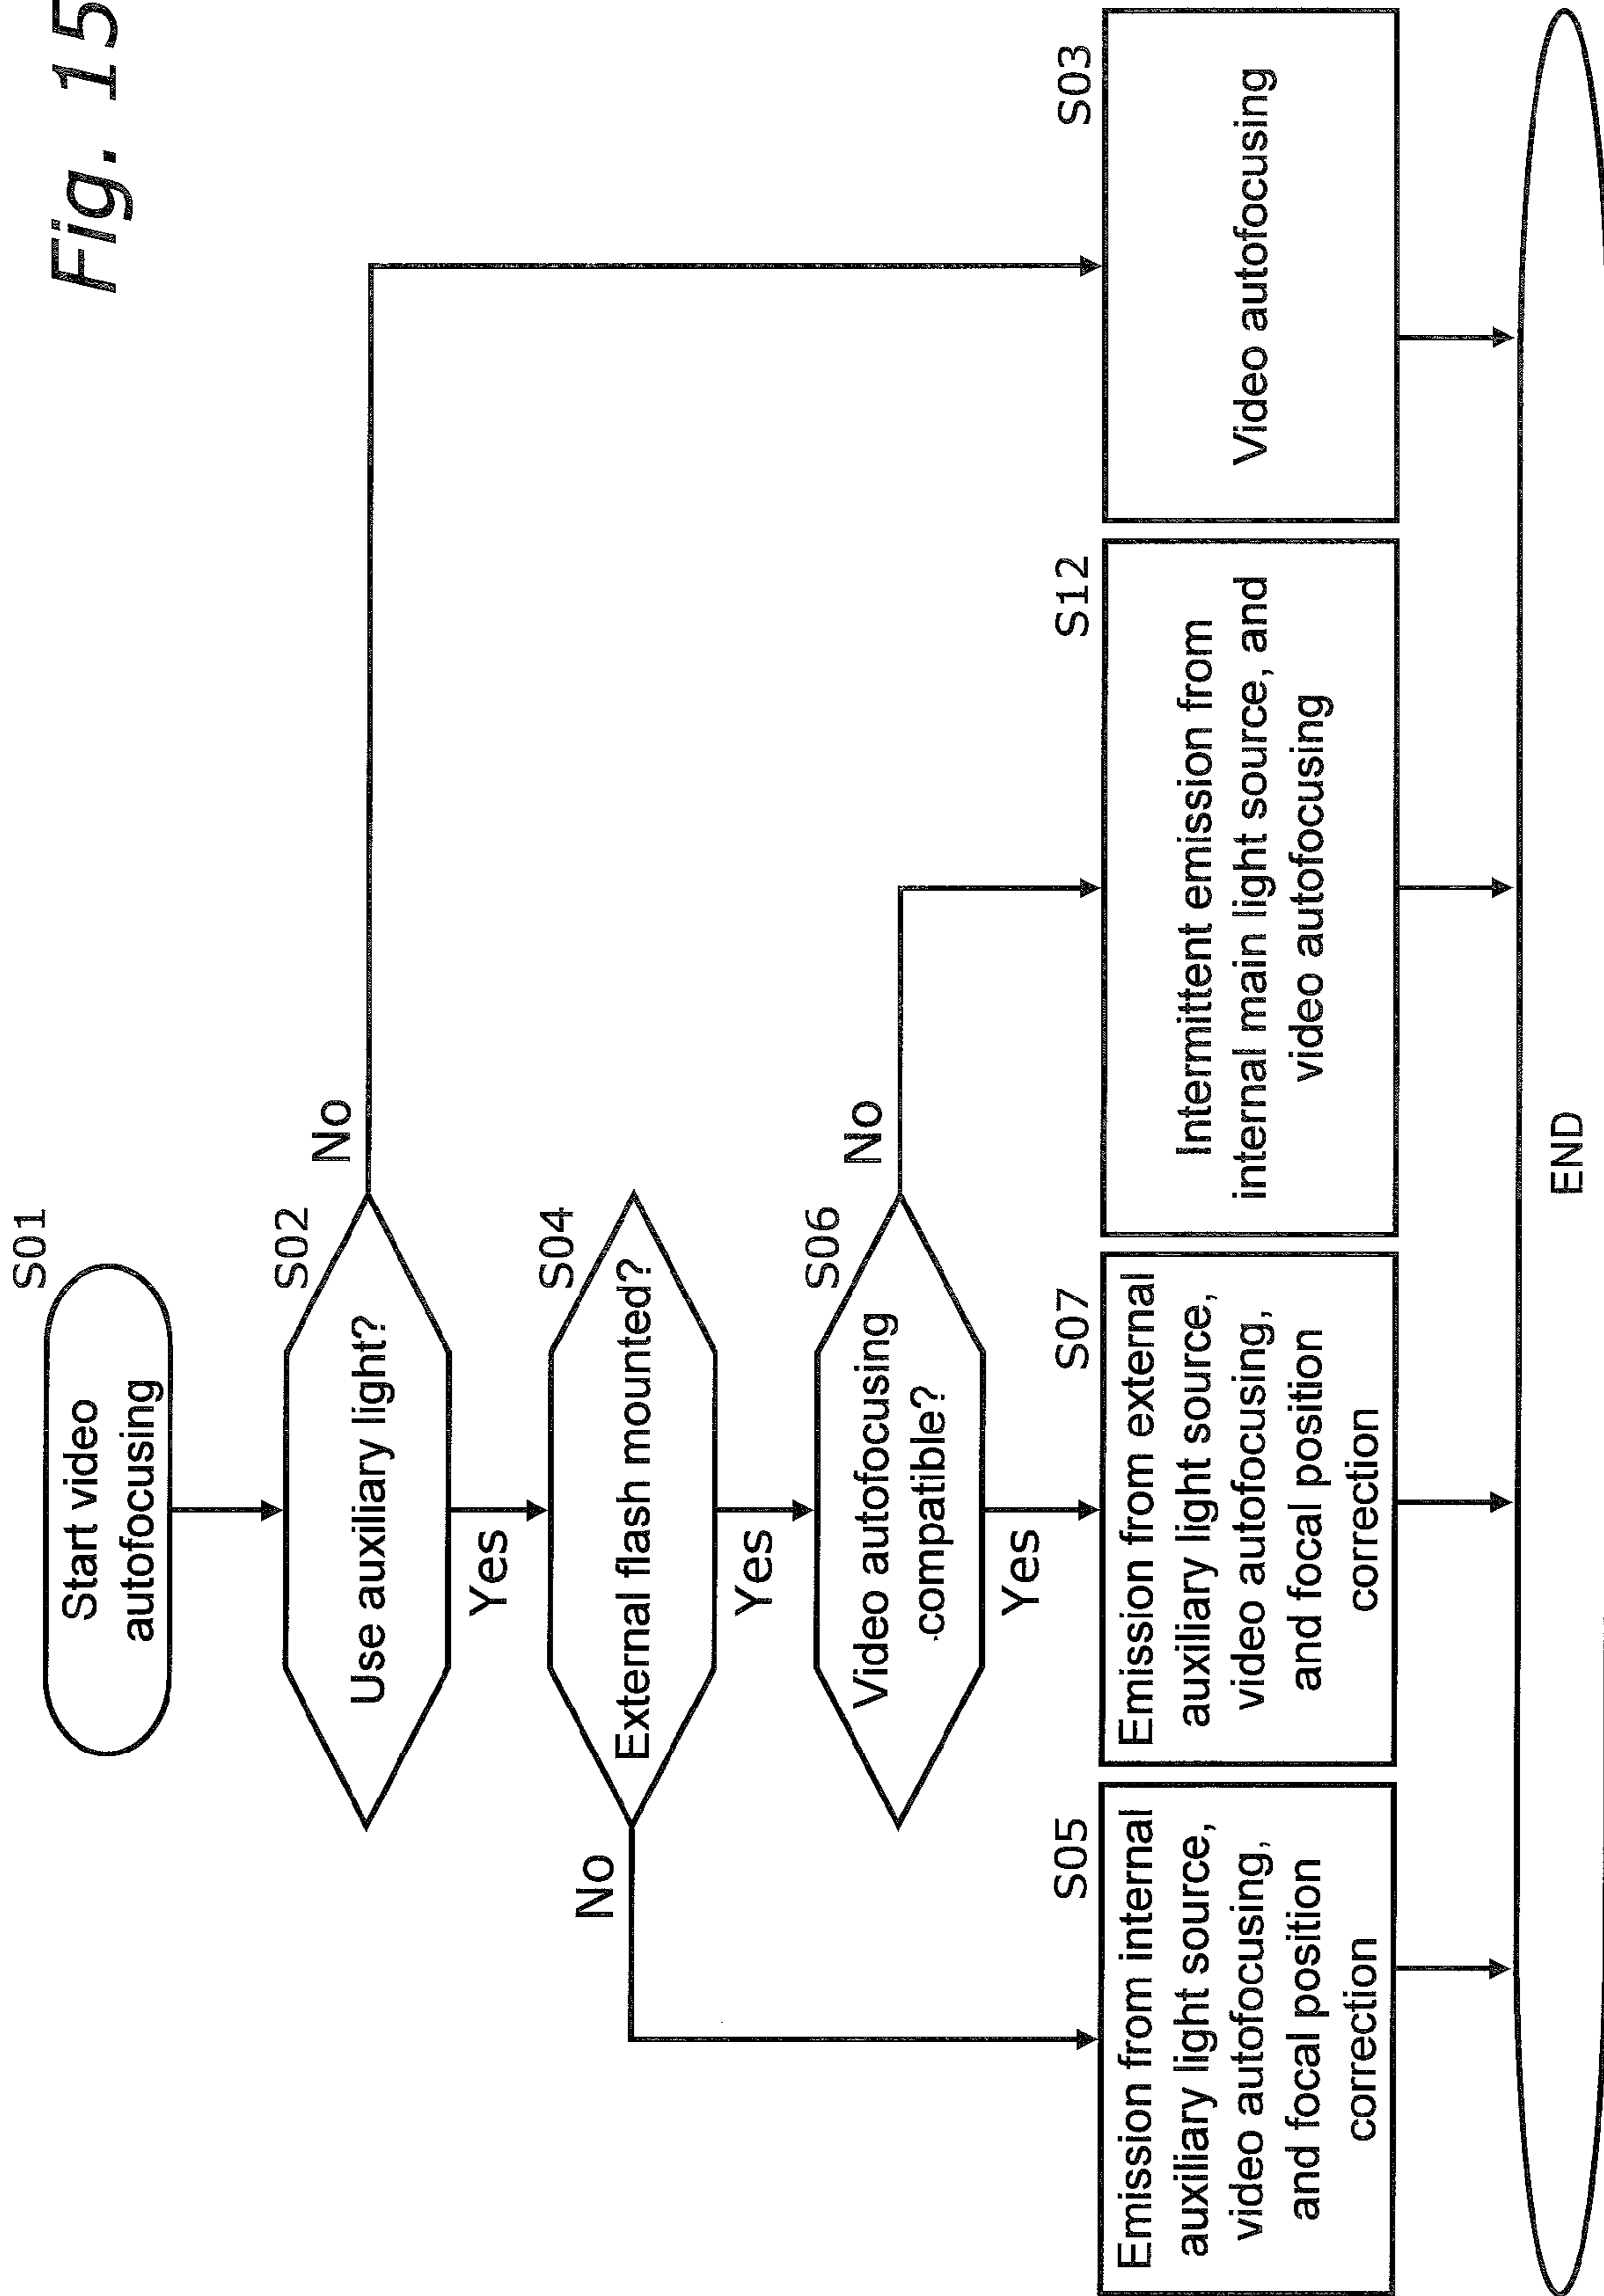 Fig. 15
S01
Start video
autofocusing
S02
Use auxiliary light?
No
Yes
S04
External flash mounted?
No
Yes
S06
Video autofocusing
compatible?
No
Yes
S05
Emission from internal
auxiliary light source,
video autofocusing,
and focal position
correction
S07
Emission from external
auxiliary light source,
video autofocusing,
and focal position
correction
S12
Intermittent emission from
internal main light source, and
video autofocusing
S03
Video autofocusing
END